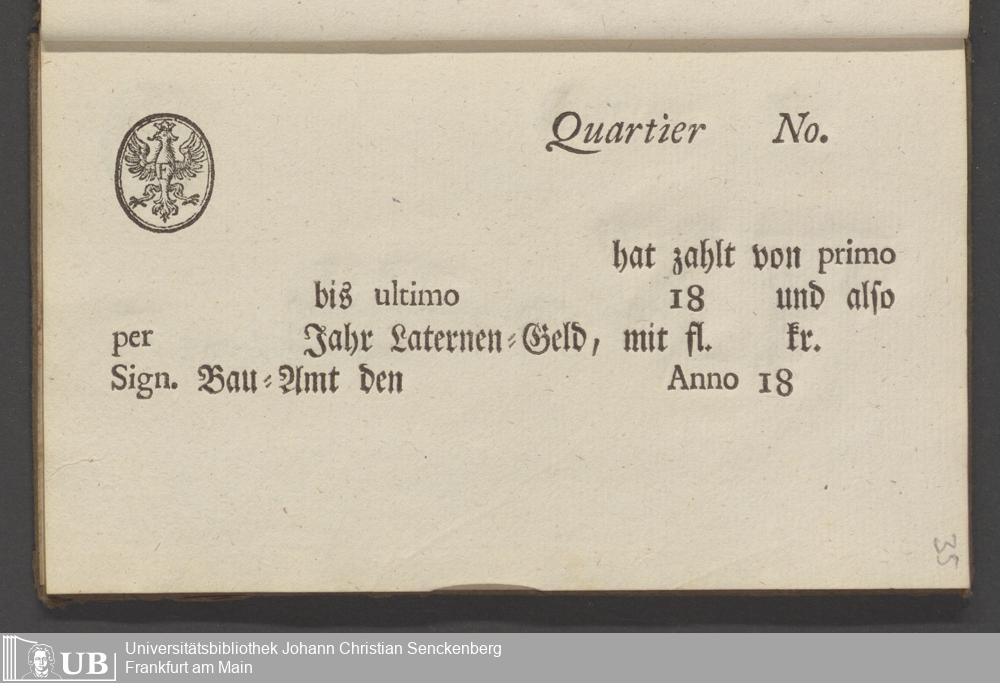 Quartier No.
F
hat zahlt von primo
bis ultimo 18 und also
per Jahr Laternen=Geld, mit fl. kr.
Sign. Bau=Amt den Anno 18
35
UB Universitätsbibliothek Johann Christian Senckenberg
Frankfurt am Main